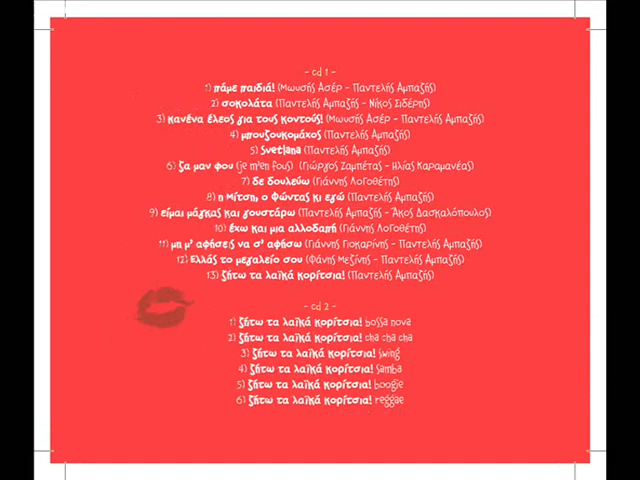 - cd 1 -
1) πάμε παιδιά! (Μωυσής Ασέρ - Παντελής Αμπαζής)
2) σοκολάτα (Παντελής Αμπαζής - Νίκος Σιδέρης)
3) κανένα έλεος για τους κοντούς! (Μωυσής Ασέρ - Παντελής Αμπαζής)
4) μπουζουκομάχος (Παντελής Αμπαζής)
5) Svetlana (Παντελής Αμπαζής)
6) ζα μαν φου (je m'en fous) (Γιώργος Ζαμπέτας - Ηλίας Καραμανέας)
7) δε δουλεύω (Γιάννης Λογοθέτης)
8) η Μίτση, ο Φώντας κι εγώ (Παντελής Αμπαζής)
9) είμαι μάγκας και γουστάρω (Παντελής Αμπαζής - Άκος Δασκαλόπουλος)
10) έχω και μια αλλοδαπή (Γιάννης Λογοθέτης)
11) μη μ' αφήσεις να σ' αφήσω (Γιάννης Γιοκαρίνης - Παντελής Αμπαζής)
12) Ελλάς το μεγαλείο σου (Φάνης Μεζίνης - Παντελής Αμπαζής)
13) ζήτω τα λαϊκά κορίτσια! (Παντελής Αμπαζής)
- cd 2 -
1) ζήτω τα λαϊκά κορίτσια! bossa nova
2) ζήτω τα λαϊκά κορίτσια! cha cha cha
3) ζήτω τα λαϊκά κορίτσια! swing
4) ζήτω τα λαϊκά κορίτσια! samba
5) ζήτω τα λαϊκά κορίτσια! boogie
6) ζήτω τα λαϊκά κορίτσια! reggae